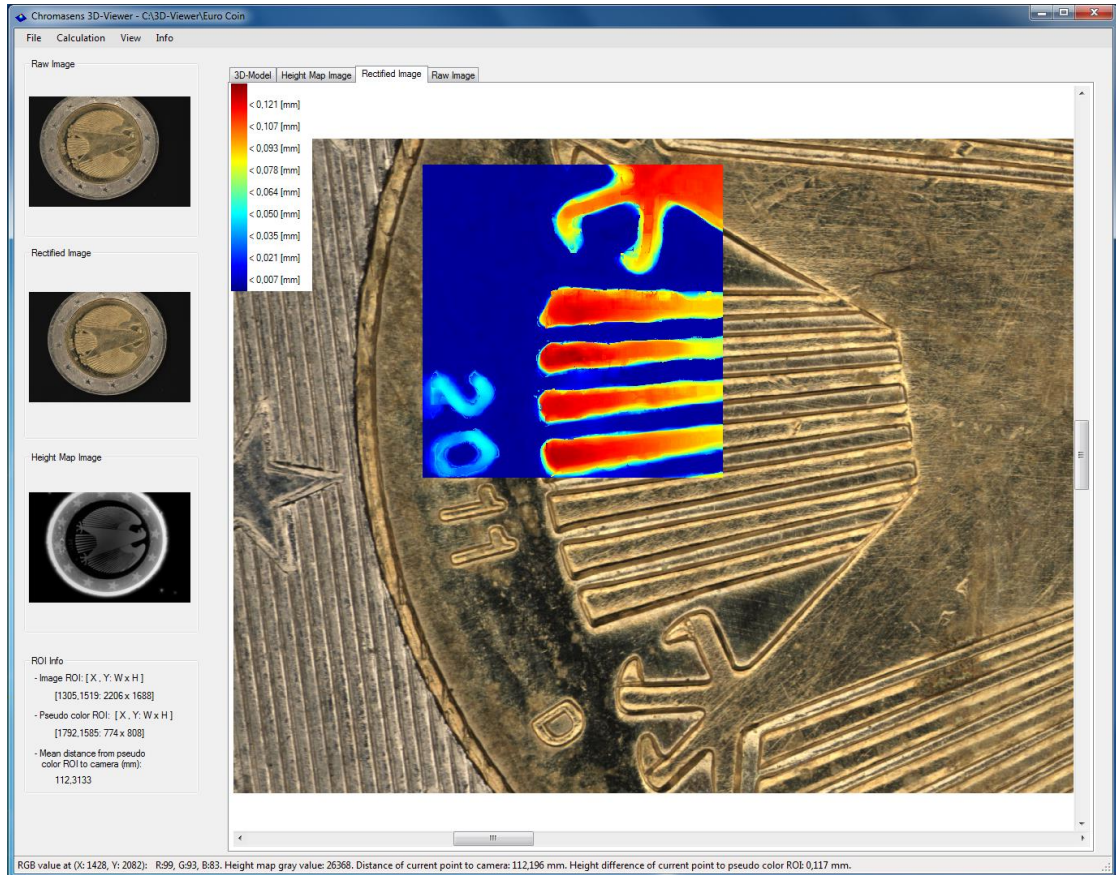 Chromasens 3D-Viewer - C:\3D-Viewer\Euro Coin
File Calculation View Info
Raw Image
Rectified Image
Height Map Image
ROI Info
- Image ROI: [ X , Y: W x H ]
[1305,1519: 2206 x 1688]
- Pseudo color ROI: [ X , Y: W x H ]
[1792,1585: 774 x 808]
- Mean distance from pseudo
color ROI to camera (mm):
112,3133
3D-Model Height Map Image Rectified Image Raw Image
< 0,121 [mm]
< 0,107 [mm]
< 0,093 [mm]
< 0,078 [mm]
< 0,064 [mm]
< 0,050 [mm]
< 0,035 [mm]
< 0,021 [mm]
< 0,007 [mm]
2011
D
RGB value at (X: 1428, Y: 2082): R:99, G:93, B:83. Height map gray value: 26368. Distance of current point to camera: 112,196 mm. Height difference of current point to pseudo color ROI: 0,117 mm.